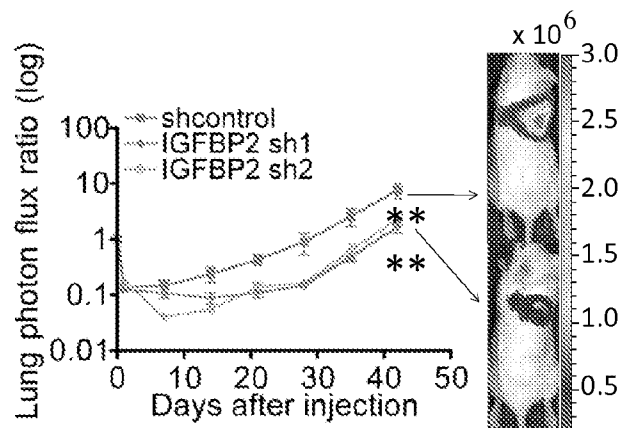 x 10⁶
Lung photon flux ratio (log)
shcontrol
IGFBP2 sh1
IGFBP2 sh2
100
10
1
0.1
0.01
**
**
0 10 20 30 40 50
Days after injection
3.0
2.5
2.0
1.5
1.0
0.5